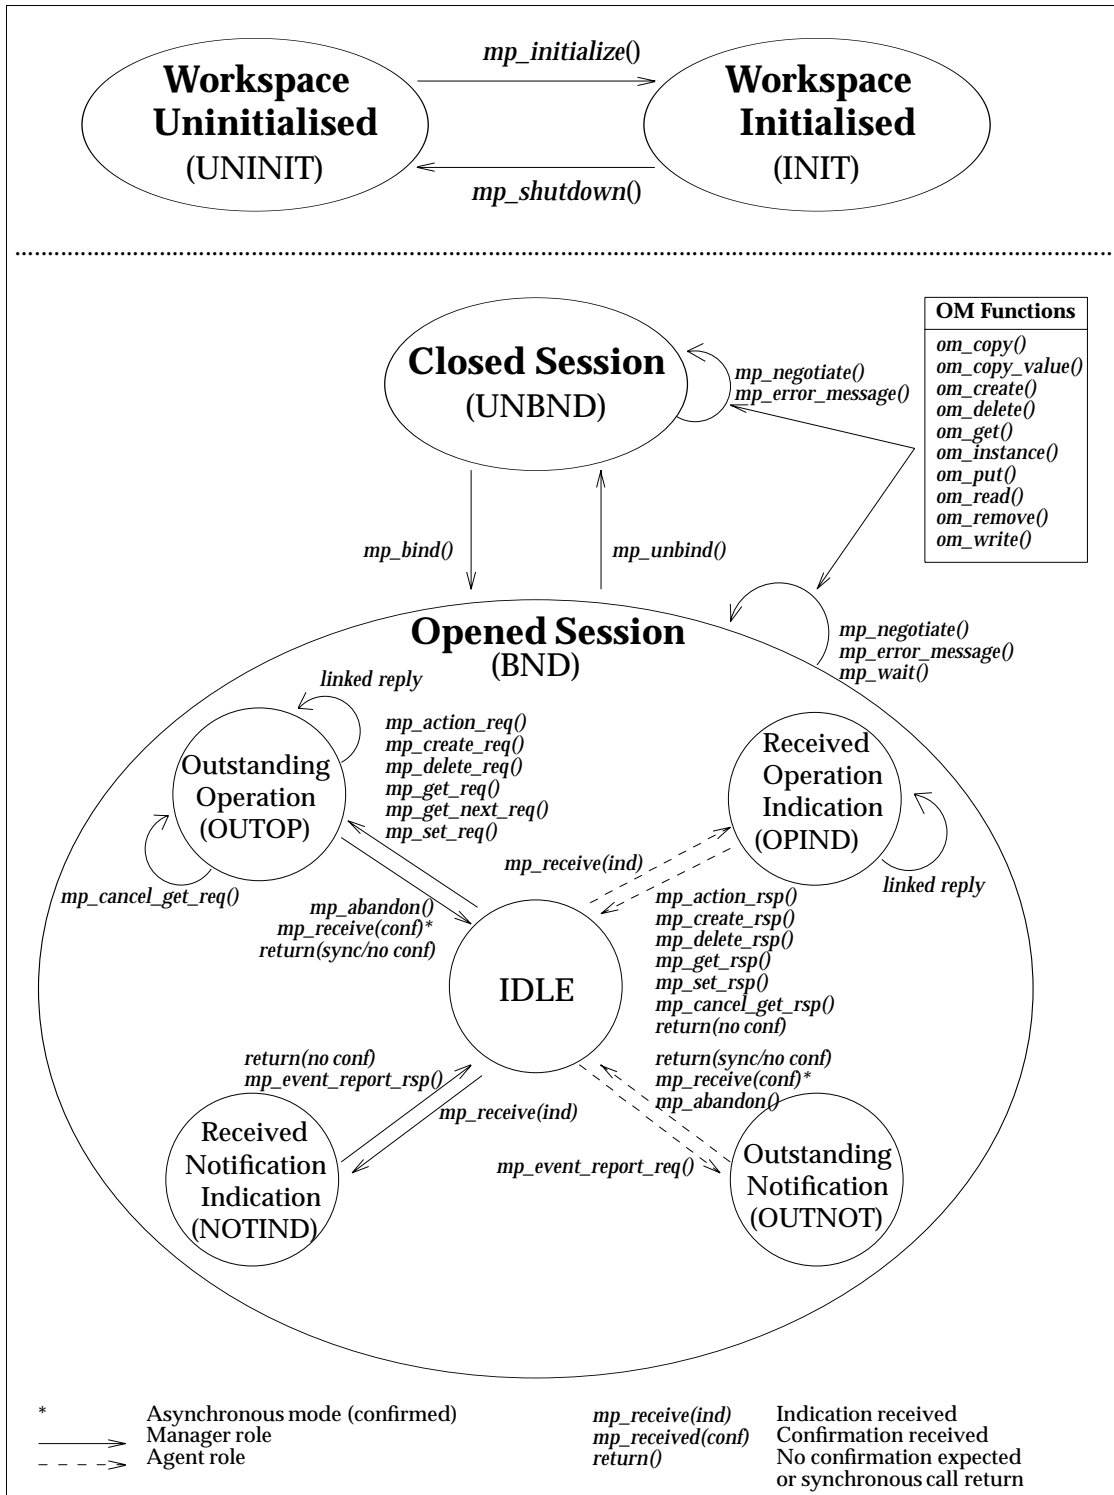 mp_initialize()
Workspace
Uninitialised
(UNINIT)
Workspace
Initialised
(INIT)
mp_shutdown()
OM Functions
om_copy()
om_copy_value()
om_create()
om_delete()
om_get()
om_instance()
om_put()
om_read()
om_remove()
om_write()
Closed Session
(UNBND)
mp_negotiate()
mp_error_message()
mp_bind()
mp_unbind()
Opened Session
(BND)
mp_negotiate()
mp_error_message()
mp_wait()
linked reply
Outstanding
Operation
(OUTOP)
mp_action_req()
mp_create_req()
mp_delete_req()
mp_get_req()
mp_get_next_req()
mp_set_req()
Received
Operation
Indication
(OPIND)
mp_cancel_get_req()
mp_receive(ind)
linked reply
mp_abandon()
mp_receive(conf)*
return(sync/no conf)
mp_action_rsp()
mp_create_rsp()
mp_delete_rsp()
mp_get_rsp()
mp_set_rsp()
mp_cancel_get_rsp()
return(no conf)
IDLE
return(no conf)
mp_event_report_rsp()
return(sync/no conf)
mp_receive(conf)*
mp_abandon()
mp_receive(ind)
Received
Notification
Indication
(NOTIND)
mp_event_report_req()
Outstanding
Notification
(OUTNOT)
* Asynchronous mode (confirmed)
Manager role
Agent role
mp_receive(ind) Indication received
mp_received(conf) Confirmation received
return() No confirmation expected
or synchronous call return